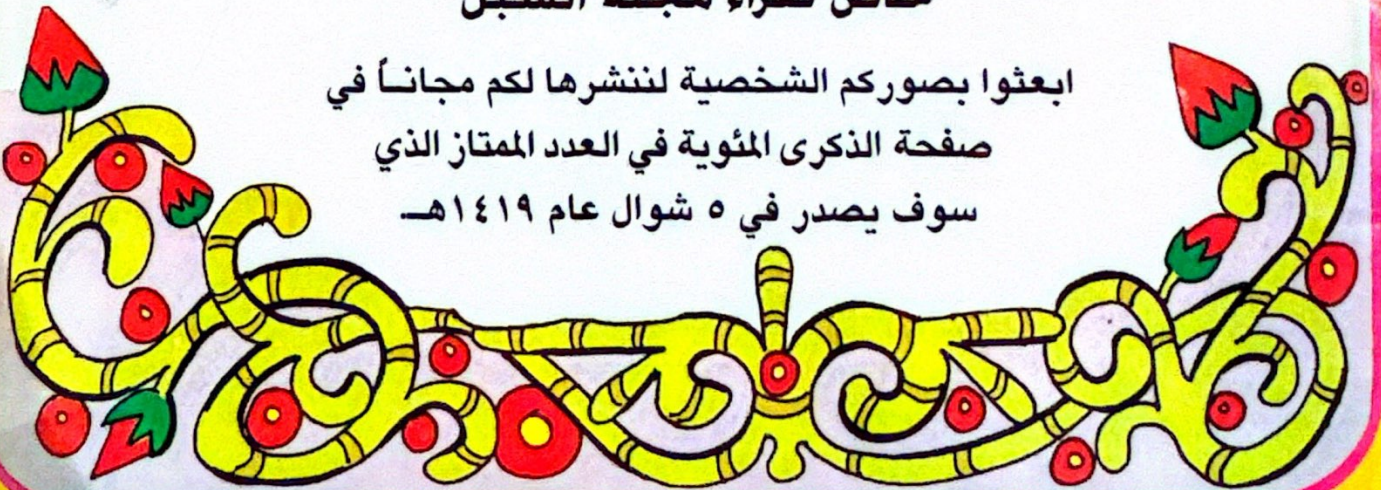 ابعثوا بصوركم الشخصية لننشرها لكم مجانـاً في
صفحة الذكرى المئوية في العدد الممتاز الذي
سوف يصدر في ٥ شوال عام ١٤١٩هـ